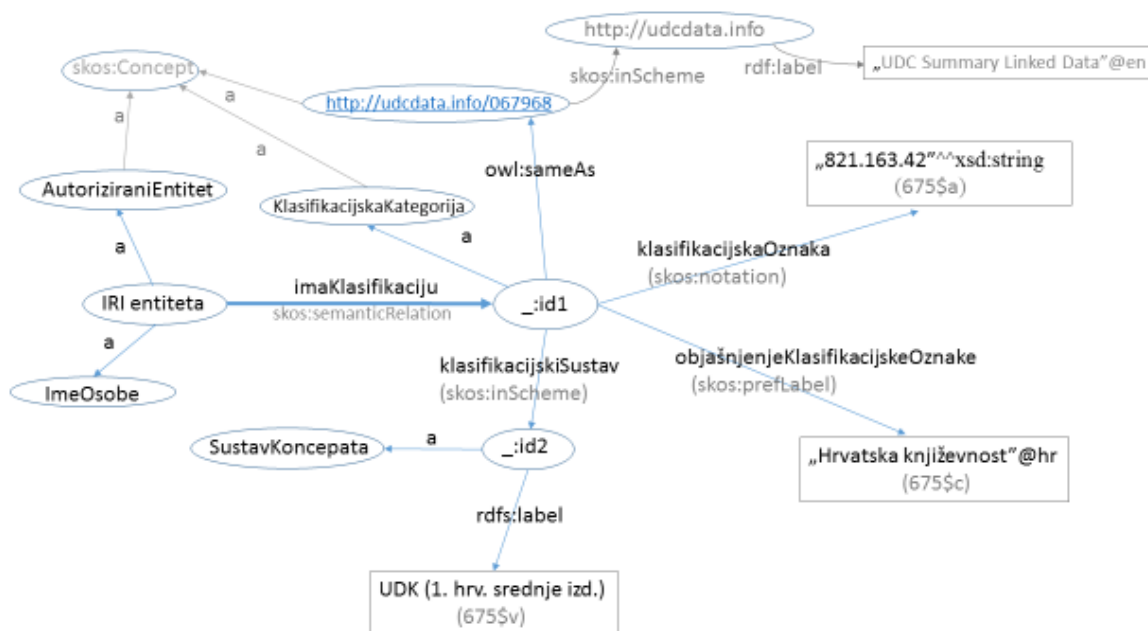 http://udcdata.info
skos:Concept
skos:inScheme
rdf:label
„UDC Summary Linked Data”@en
a
http://udcdata.info/067968
a
a
owl:sameAs
„821.163.42”^^xsd:string
(675$a)
AutoriziraniEntitet
KlasifikacijskaKategorija
a
a
klasifikacijskaOznaka
(skos:notation)
IRI entiteta
imaKlasifikaciju
skos:semanticRelation
_:id1
a
ImeOsobe
klasifikacijskiSustav
(skos:inScheme)
objašnjenjeKlasifikacijskeOznake
(skos:prefLabel)
SustavKoncepata
a
_:id2
„Hrvatska književnost”@hr
(675$c)
rdfs:label
UDK (1. hrv. srednje izd.)
(675$v)